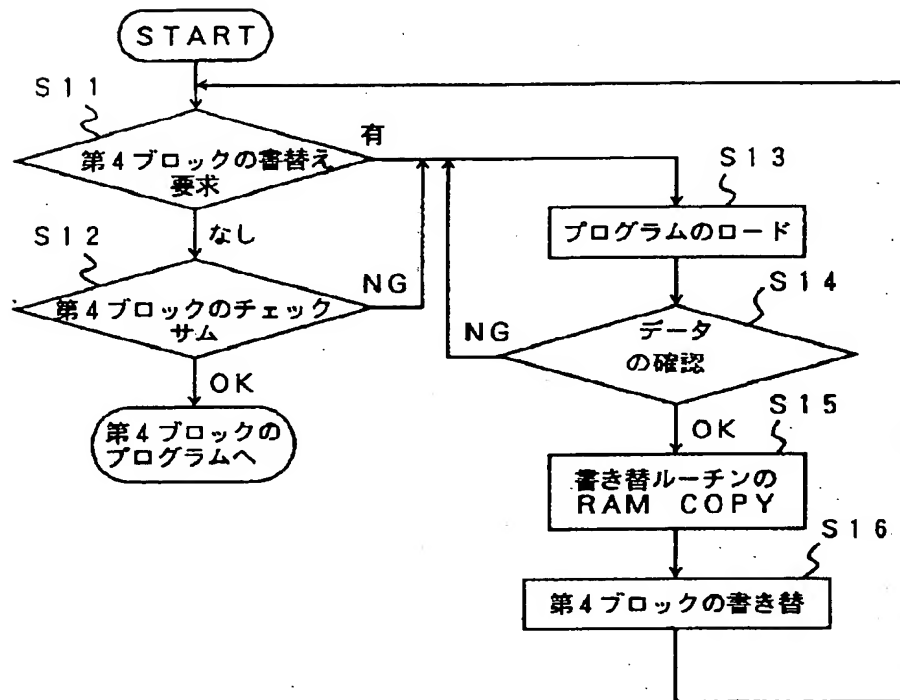 START
S11
有
第4ブロックの書替え
要求
S12
なし
NG
第4ブロックのチェック
サム
OK
第4ブロックの
プログラムへ
S13
プログラムのロード
S14
NG
データ
の確認
S15
OK
書き替ルーチンの
RAM COPY
S16
第4ブロックの書き替